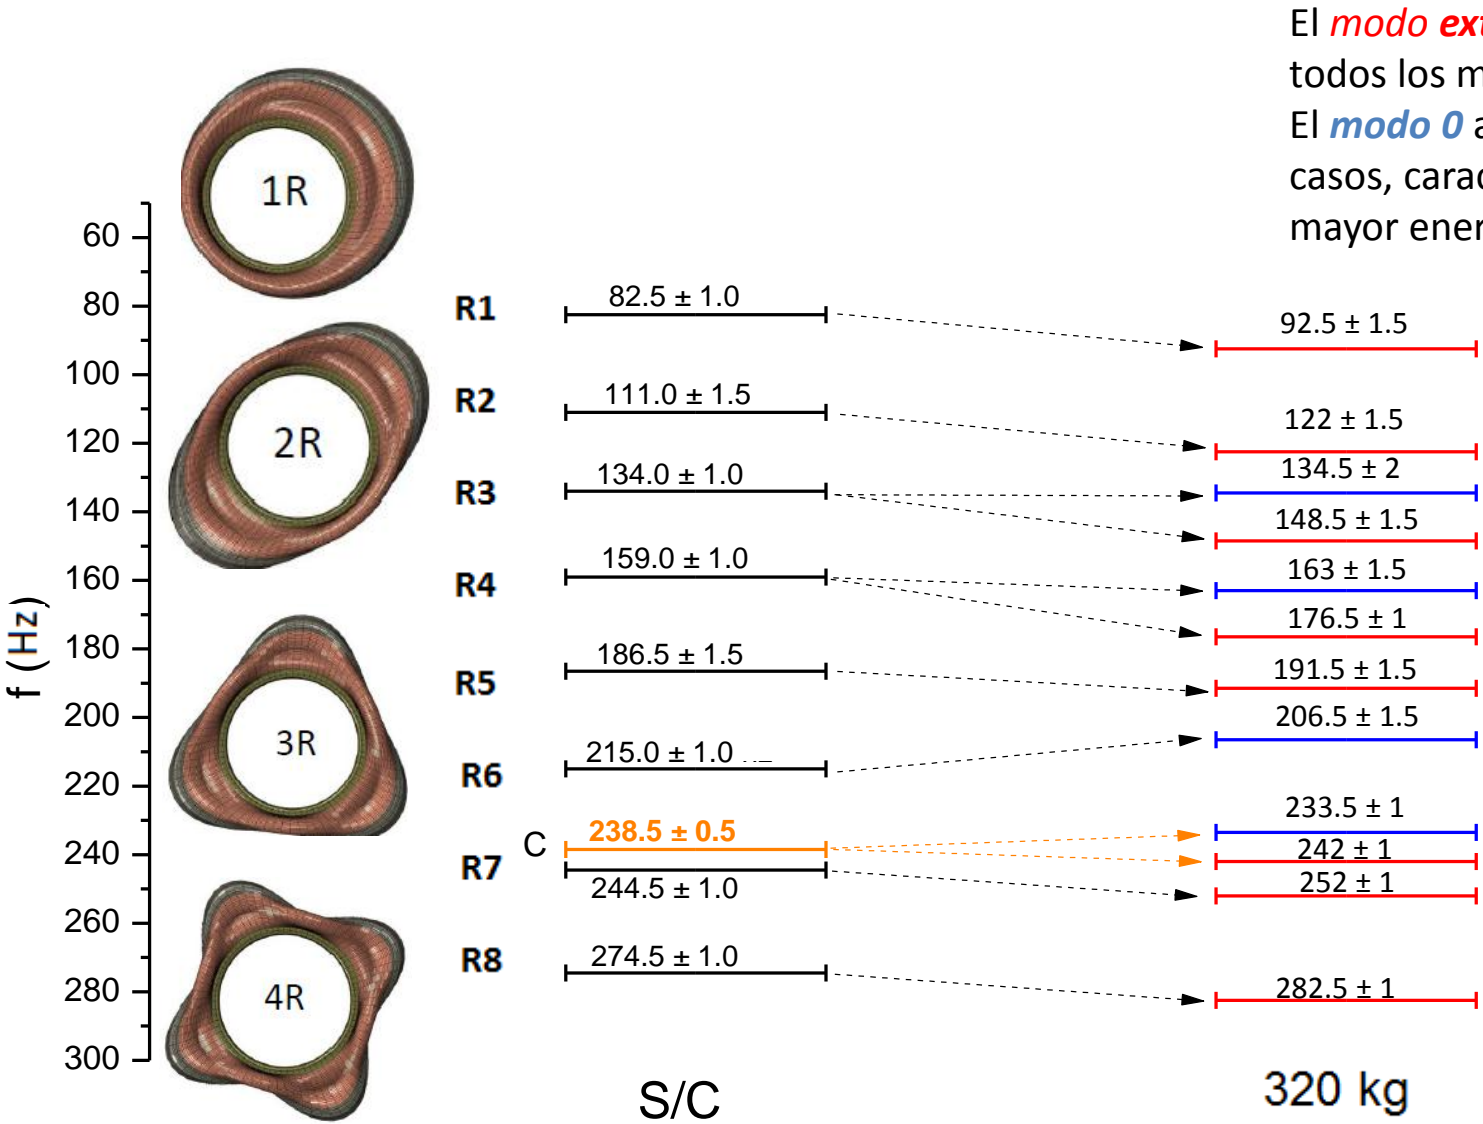 El modo
todos los
El modo 0
casos,
mayor
1R
60
80
R1
82.5 ± 1.0
92.5 ± 1.5
100
R2
111.0 ± 1.5
122 ± 1.5
120
2R
R3
134.0 ± 1.0
134.5 ± 2
140
148.5 ± 1.5
R4
159.0 ± 1.0
163 ± 1.5
160
176.5 ± 1
f (Hz)
180
R5
186.5 ± 1.5
191.5 ± 1.5
200
206.5 ± 1.5
3R
R6
215.0 ± 1.0
220
233.5 ± 1
C
238.5 ± 0.5
242 ± 1
240
R7
244.5 ± 1.0
252 ± 1
260
R8
274.5 ± 1.0
282.5 ± 1
280
4R
300
S/C
320 kg